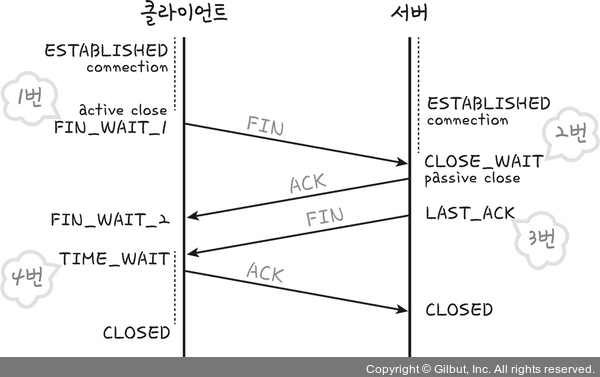 클라이언트
서버
ESTABLISHED
connection
1번
active close
FIN_WAIT_1
FIN
ESTABLISHED
connection
2번
CLOSE_WAIT
passive close
ACK
FIN_WAIT_2
FIN
LAST_ACK
3번
TIME_WAIT
4번
ACK
CLOSED
CLOSED
Copyright © Gilbut, Inc. All rights reserved.